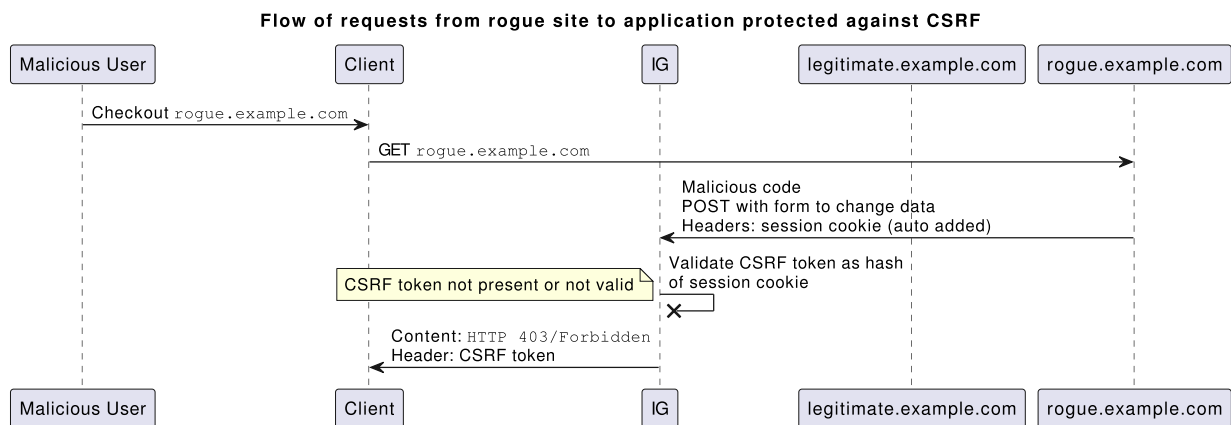 Flow of requests from rogue site to application protected against CSRF
Malicious User
Client
IG
legitimate.example.com
rogue.example.com
Checkout rogue.example.com
GET rogue.example.com
Malicious code
POST with form to change data
Headers: session cookie (auto added)
Validate CSRF token as hash
of session cookie
CSRF token not present or not valid
Content: HTTP 403/Forbidden
Header: CSRF token
Malicious User
Client
IG
legitimate.example.com
rogue.example.com